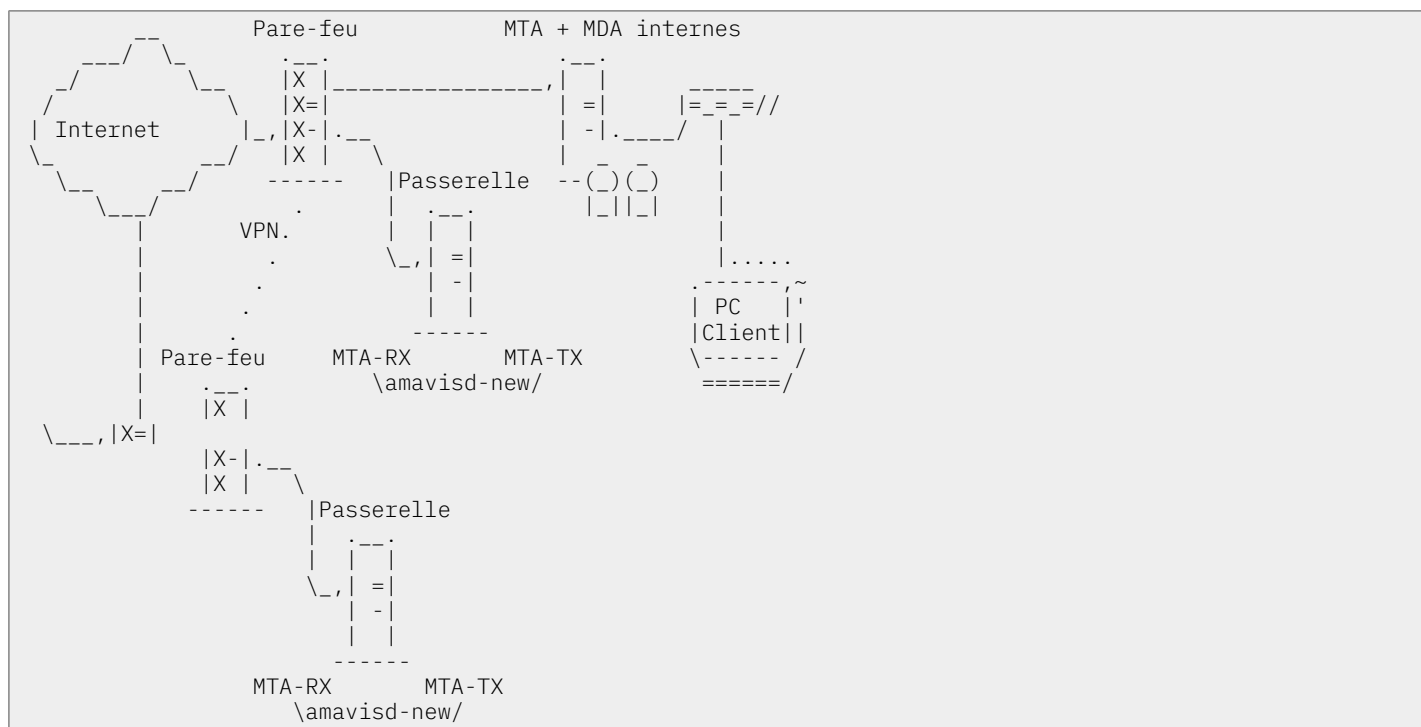 Pare-feu MTA + MDA internes
Internet
Passerelle
VPN.
PC
Client
Pare-feu MTA-RX MTA-TX
\amavisd-new/
Passerelle
MTA-RX MTA-TX
\amavisd-new/